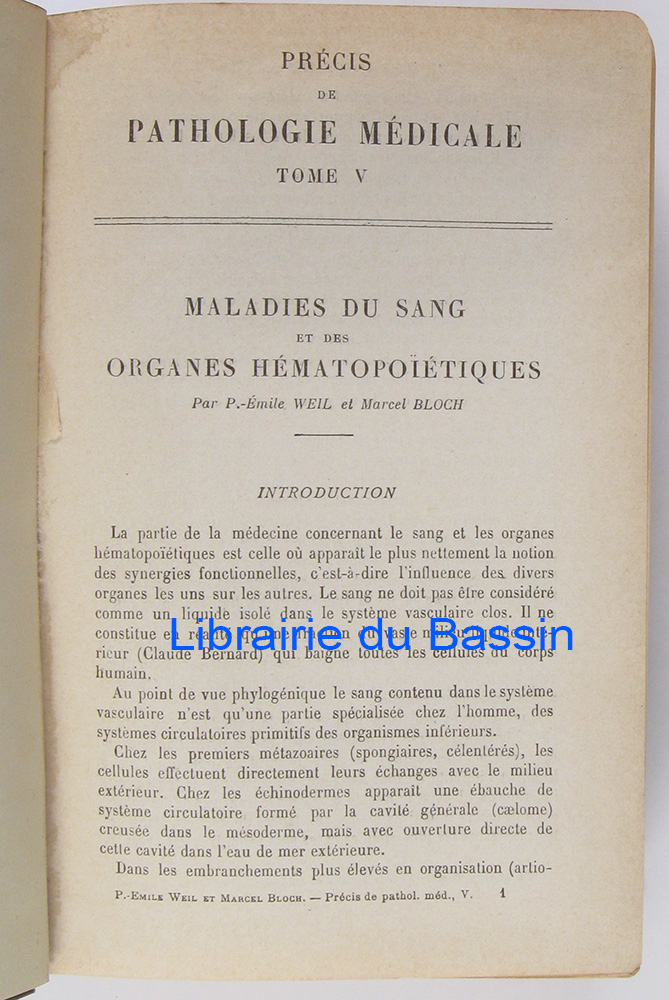 PRÉCIS
DE
PATHOLOGIE MÉDICALE
TOME V
MALADIES DU SANG
ET DES
ORGANES HÉMATOPOÏÉTIQUES
Par P.-Émile WEIL et Marcel BLOCH
INTRODUCTION
La partie de la médecine concernant le sang et les organes
hématopoïétiques est celle où apparaît le plus nettement la notion
des synergies fonctionnelles, c'est-à-dire l'influence des divers
organes les uns sur les autres. Le sang ne doit pas être considéré
comme un liquide isolé dans le système vasculaire clos. Il ne
constitue en réalité qu'une
Librairie du Bassin
rieur (Claude Bernard) qui baigne toutes les cellules du corps
humain.
Au point de vue phylogénique le sang contenu dans le système
vasculaire n'est qu'une partie spécialisée chez l'homme, des
systèmes circulatoires primitifs des organismes inférieurs.
Chez les premiers métazoaires (spongiaires, célentérés), les
cellules effectuent directement leurs échanges avec le milieu
extérieur. Chez les échinodermes apparaît une ébauche de
système circulatoire formé par la cavité générale (cælome)
creusée dans le mésoderme, mais avec ouverture directe de
cette cavité dans l'eau de mer extérieure.
Dans les embranchements plus élevés en organisation (artio-
P.-Emile Weil et Marcel Bloch. — Précis de pathol. méd., V. 1